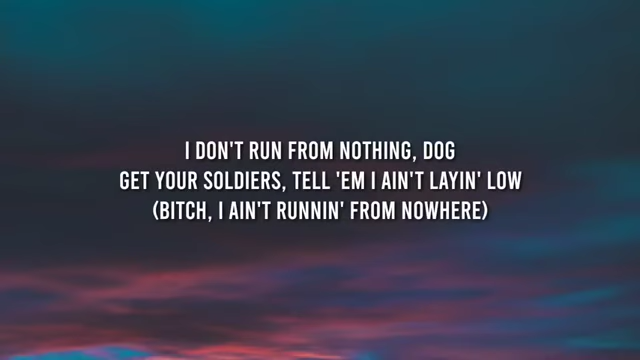 I DON'T RUN FROM NOTHING, DOG
GET YOUR SOLDIERS, TELL 'EM I AIN'T LAYIN' LOW
(BITCH, I AIN'T RUNNIN' FROM NOWHERE)